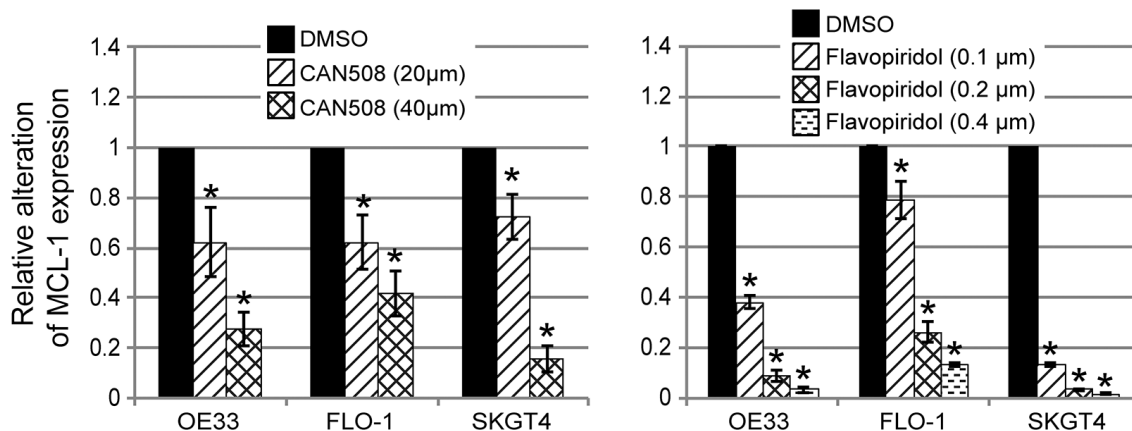 Relative alteration
of MCL-1 expression
1.4
1.2
1
0.8
0.6
0.4
0.2
0
DMSO
CAN508 (20µm)
CAN508 (40µm)
* * * * * *
OE33 FLO-1 SKGT4
1.4
1.2
1
0.8
0.6
0.4
0.2
0
DMSO
Flavopiridol (0.1 µm)
Flavopiridol (0.2 µm)
Flavopiridol (0.4 µm)
* * * * * * * * *
OE33 FLO-1 SKGT4